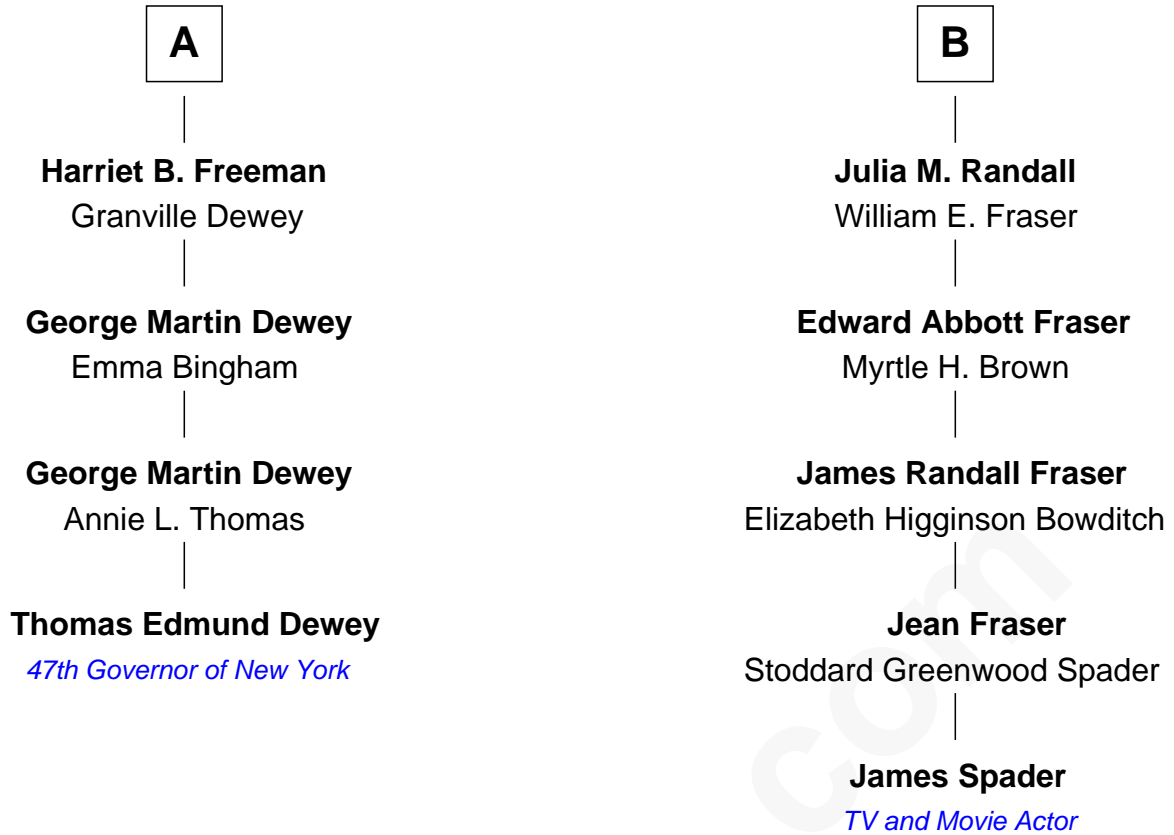 A
Harriet B. Freeman
Granville Dewey
George Martin Dewey
Emma Bingham
George Martin Dewey
Annie L. Thomas
Thomas Edmund Dewey
47th Governor of New York
B
Julia M. Randall
William E. Fraser
Edward Abbott Fraser
Myrtle H. Brown
James Randall Fraser
Elizabeth Higginson Bowditch
Jean Fraser
Stoddard Greenwood Spader
James Spader
TV and Movie Actor
com